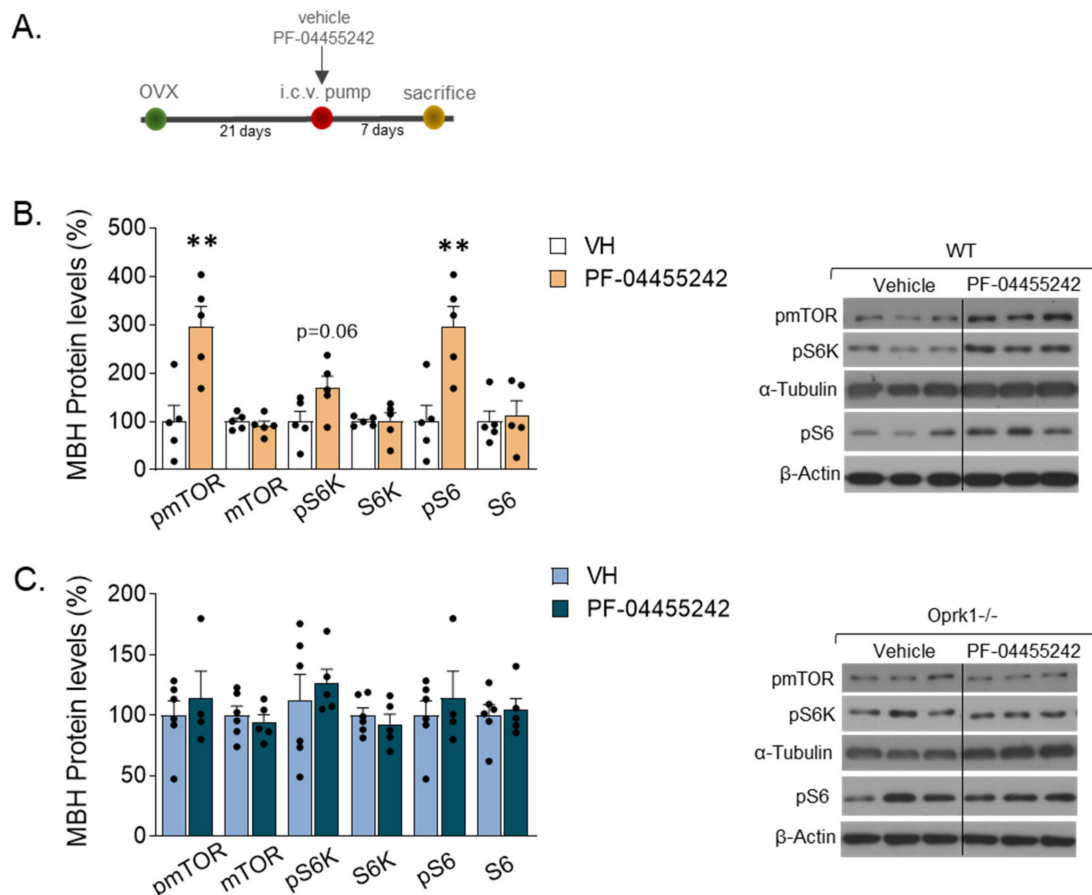 A.
vehicle
PF-04455242
OVX
i.c.v. pump
sacrifice
21 days
7 days
B.
MBH Protein levels (%)
500
400
300
200
100
0
**
p=0.06
**
pmTOR
mTOR
pS6K
S6K
pS6
S6
VH
PF-04455242
WT
Vehicle
PF-04455242
pmTOR
pS6K
α-Tubulin
pS6
β-Actin
C.
MBH Protein levels (%)
200
150
100
50
0
pmTOR
mTOR
pS6K
S6K
pS6
S6
VH
PF-04455242
Oprk1-/-
Vehicle
PF-04455242
pmTOR
pS6K
α-Tubulin
pS6
β-Actin